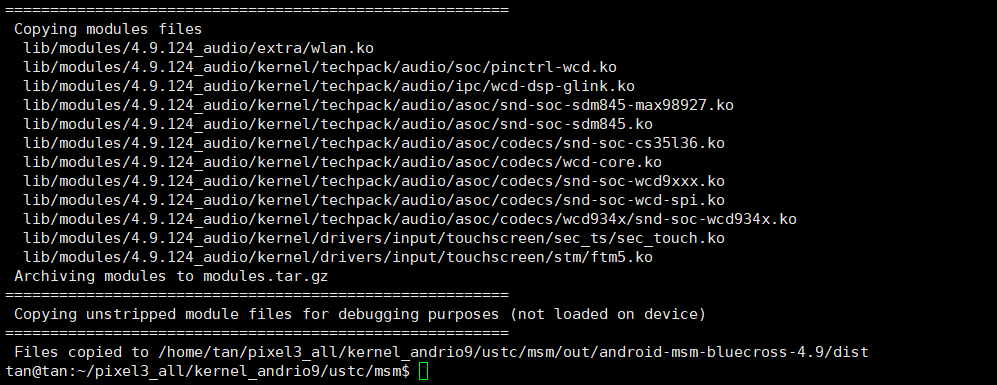 ========================================================
Copying modules files
lib/modules/4.9.124_audio/extra/wlan.ko
lib/modules/4.9.124_audio/kernel/techpack/audio/soc/pinctrl-wcd.ko
lib/modules/4.9.124_audio/kernel/techpack/audio/ipc/wcd-dsp-glink.ko
lib/modules/4.9.124_audio/kernel/techpack/audio/asoc/snd-soc-sdm845-max98927.ko
lib/modules/4.9.124_audio/kernel/techpack/audio/asoc/snd-soc-sdm845.ko
lib/modules/4.9.124_audio/kernel/techpack/audio/asoc/codecs/snd-soc-cs35l36.ko
lib/modules/4.9.124_audio/kernel/techpack/audio/asoc/codecs/wcd-core.ko
lib/modules/4.9.124_audio/kernel/techpack/audio/asoc/codecs/snd-soc-wcd9xxx.ko
lib/modules/4.9.124_audio/kernel/techpack/audio/asoc/codecs/snd-soc-wcd-spi.ko
lib/modules/4.9.124_audio/kernel/techpack/audio/asoc/codecs/wcd934x/snd-soc-wcd934x.ko
lib/modules/4.9.124_audio/kernel/drivers/input/touchscreen/sec_ts/sec_touch.ko
lib/modules/4.9.124_audio/kernel/drivers/input/touchscreen/stm/ftm5.ko
Archiving modules to modules.tar.gz
========================================================
Copying unstripped module files for debugging purposes (not loaded on device)
========================================================
Files copied to /home/tan/pixel3_all/kernel_andrio9/ustc/msm/out/android-msm-bluecross-4.9/dist
tan@tan:~/pixel3_all/kernel_andrio9/ustc/msm$